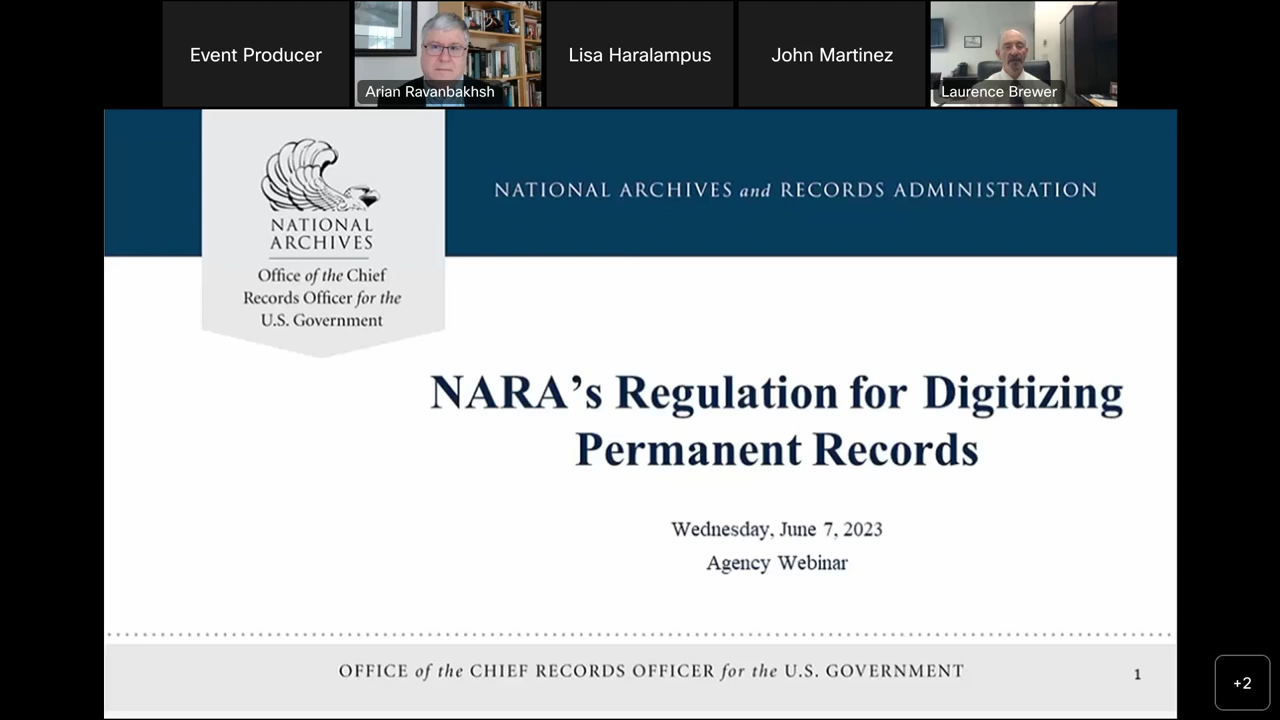 Event Producer
Arian Ravanbakhsh
Lisa Haralampus
John Martinez
Laurence Brewer
NATIONAL ARCHIVES and RECORDS ADMINISTRATION
NATIONAL
ARCHIVES
Office of the Chief
Records Officer for the
U.S. Government
NARA's Regulation for Digitizing
Permanent Records
Wednesday, June 7, 2023
Agency Webinar
OFFICE of the CHIEF RECORDS OFFICER for the U.S. GOVERNMENT
1
+2